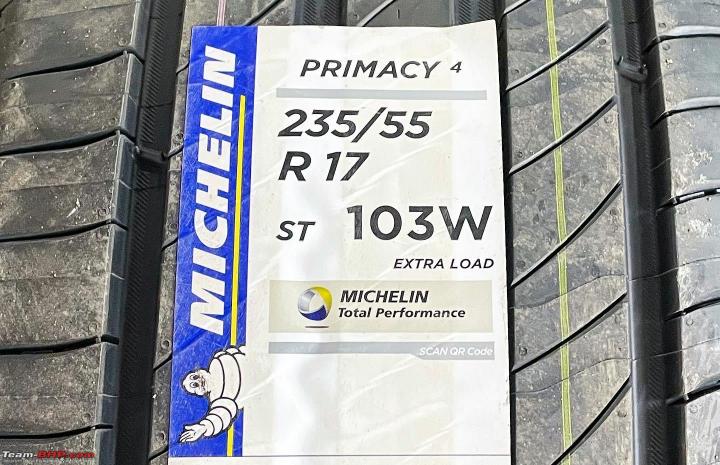 MICHELIN
PRIMACY 4
235/55
R 17
ST 103W
EXTRA LOAD
MICHELIN
Total Performance
SCAN QR Code
Team-BHP.com